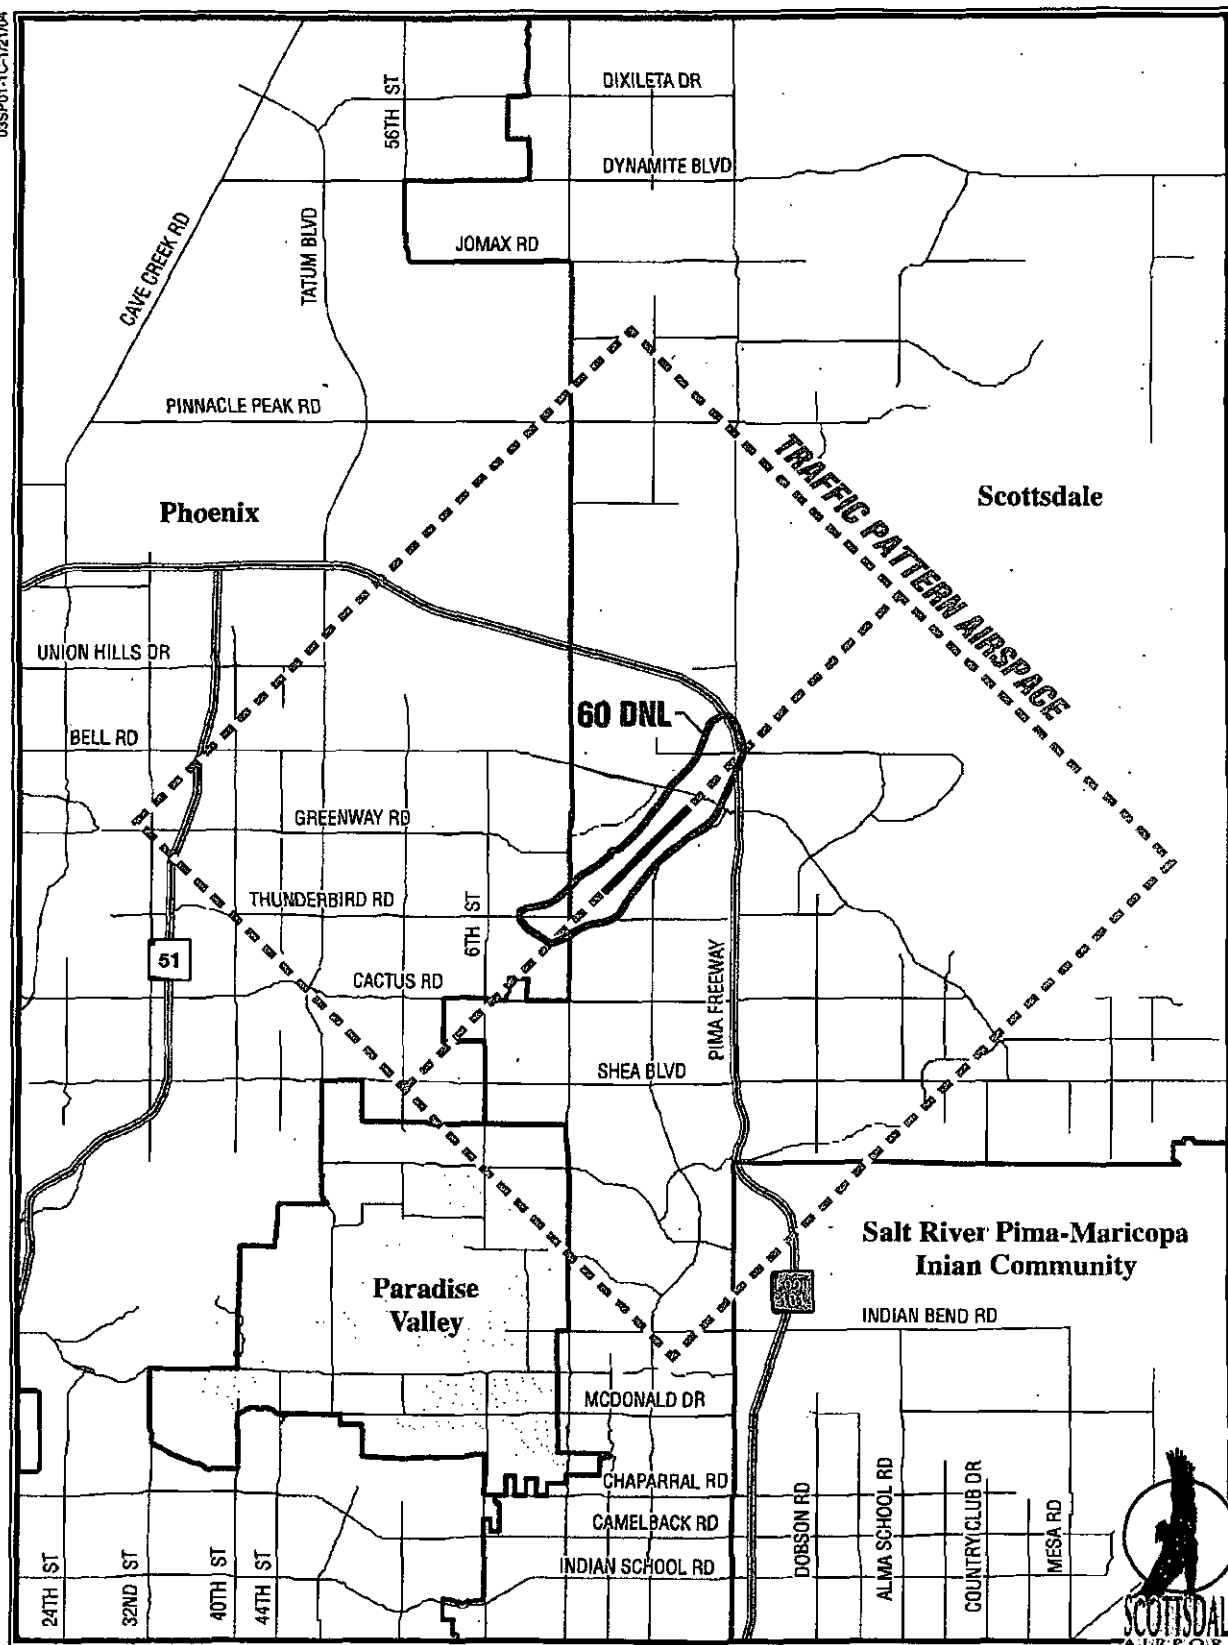 DIXILETA DR
56TH ST
DYNAMITE BLVD
CAVE CREEK RD
TATUM BLVD
JOMAX RD
PINNACLE PEAK RD
TRAFFIC PATTERN AIRSPACE
Phoenix
Scottsdale
UNION HILLS DR
60 DNL
BELL RD
GREENWAY RD
THUNDERBIRD RD
6TH ST
51
CACTUS RD
PIMA FREEWAY
SHEA BLVD
Salt River Pima-Maricopa
Inian Community
Paradise
Valley
INDIAN BEND RD
MCDONALD DR
CHAPARRAL RD
CAMELBACK RD
INDIAN SCHOOL RD
24TH ST
32ND ST
40TH ST
44TH ST
DOBSON RD
ALMA SCHOOL RD
COUNTRY CLUB DR
MESA RD
SCOTTSDAL